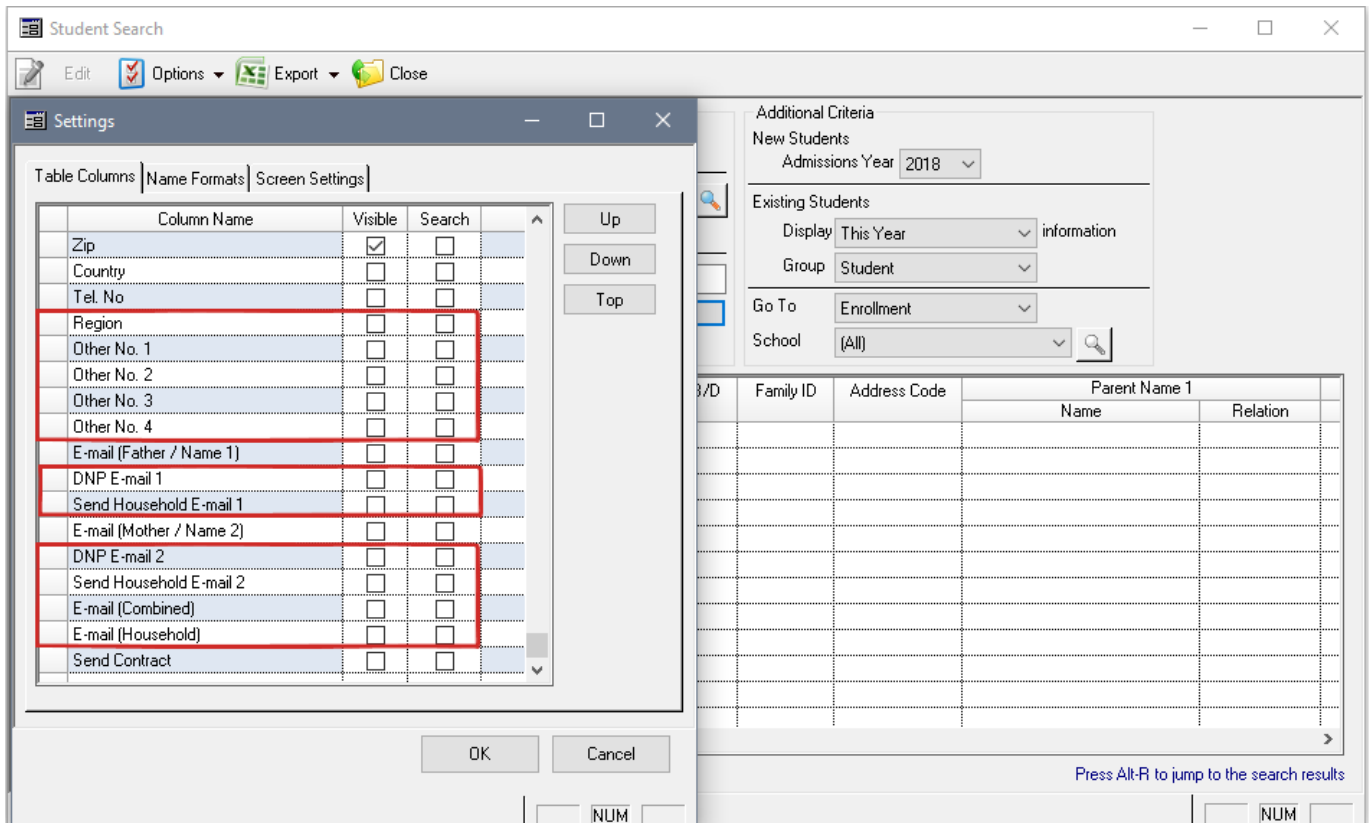 Student Search
Edit Options Export Close
Settings
Table Columns Name Formats Screen Settings
Column Name Visible Search
Zip
Country
Tel. No
Region
Other No. 1
Other No. 2
Other No. 3
Other No. 4
E-mail (Father / Name 1)
DNP E-mail 1
Send Household E-mail 1
E-mail (Mother / Name 2)
DNP E-mail 2
Send Household E-mail 2
E-mail (Combined)
E-mail (Household)
Send Contract
Up
Down
Top
OK Cancel
NUM
Additional Criteria
New Students
Admissions Year 2018
Existing Students
Display This Year information
Group Student
Go To Enrollment
School (All)
Family ID Address Code Parent Name 1
Name Relation
Press Alt-R to jump to the search results
NUM